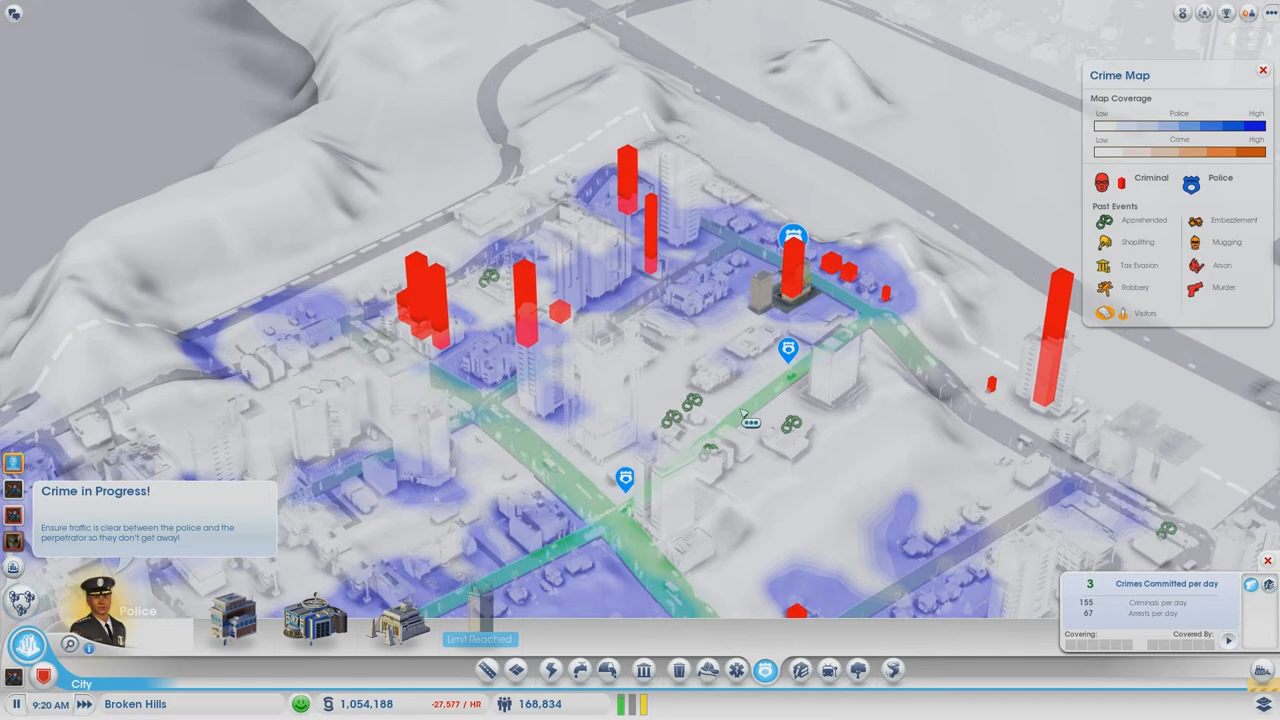 Crime Map
Map Coverage
Low Police High
Low Crime High
Criminal Police
Past Events
Apprehended Embezzlement
Shoplifting Mugging
Tax Evasion Arson
Robbery Murder
Visitors
Crime in Progress!
Ensure traffic is clear between the police and the
perpetrator so they don't get away!
Police
Limit Reached
3 Crimes Committed per day
155 Criminals per day
67 Arrests per day
Covering: Covered By:
City
9:20 AM Broken Hills 1,054,188 -27,577 / HR 168,834